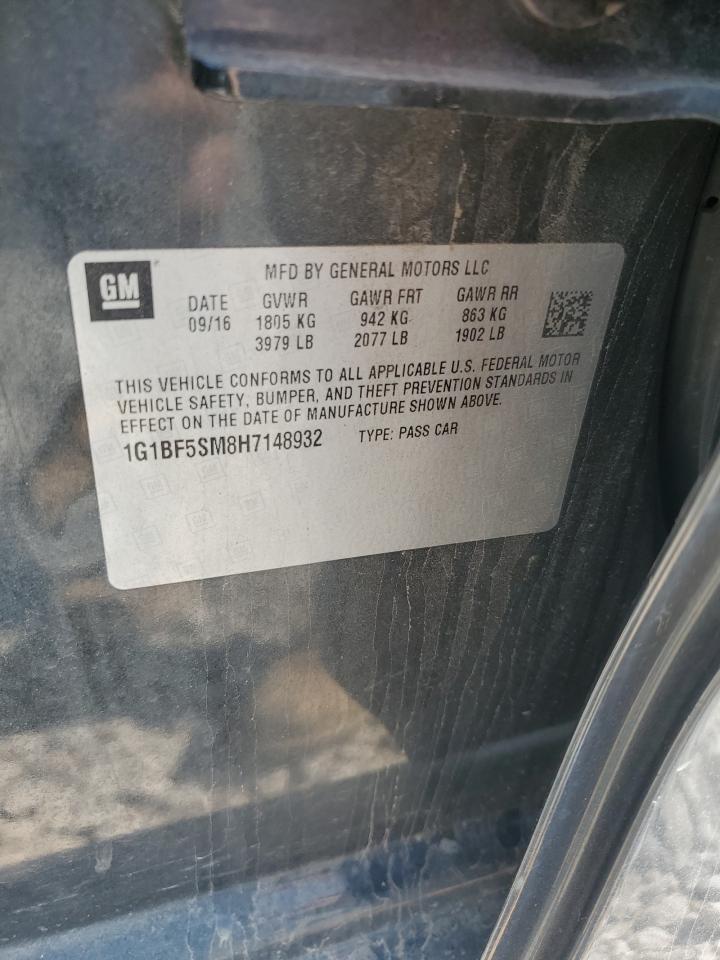 GM
MFD BY GENERAL MOTORS LLC
DATE GVWR GAWR FRT GAWR RR
09/16 1805 KG 942 KG 863 KG
3979 LB 2077 LB 1902 LB
THIS VEHICLE CONFORMS TO ALL APPLICABLE U.S. FEDERAL MOTOR
VEHICLE SAFETY, BUMPER, AND THEFT PREVENTION STANDARDS IN
EFFECT ON THE DATE OF MANUFACTURE SHOWN ABOVE.
1G1BF5SM8H7148932 TYPE: PASS CAR